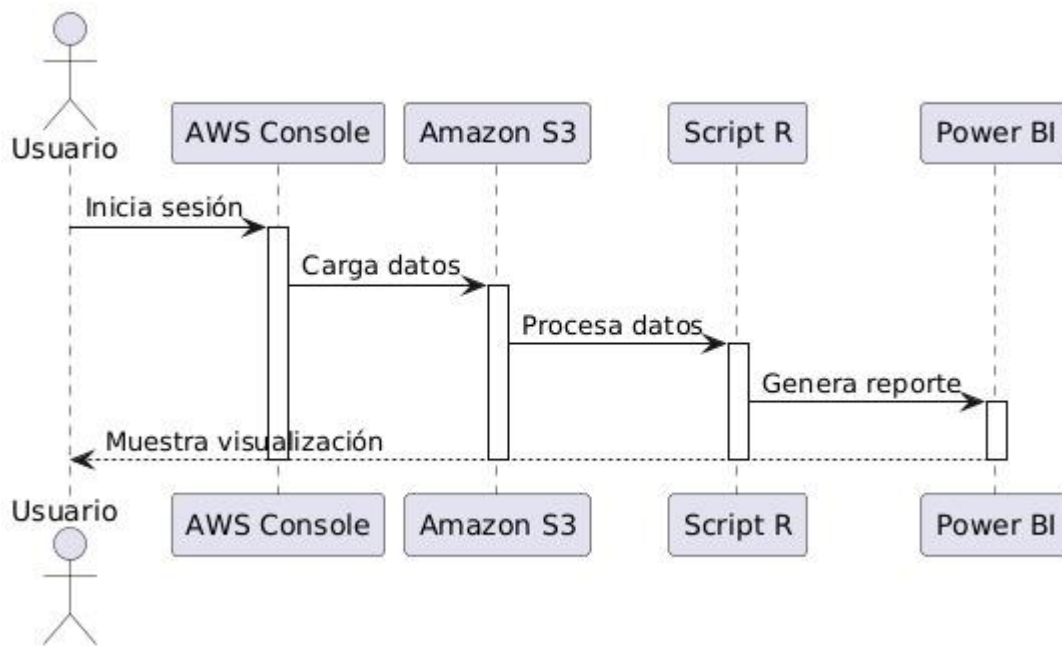 Usuario
AWS Console
Amazon S3
Script R
Power BI
Inicia sesión
Carga datos
Procesa datos
Genera reporte
Muestra visualización
Usuario
AWS Console
Amazon S3
Script R
Power BI